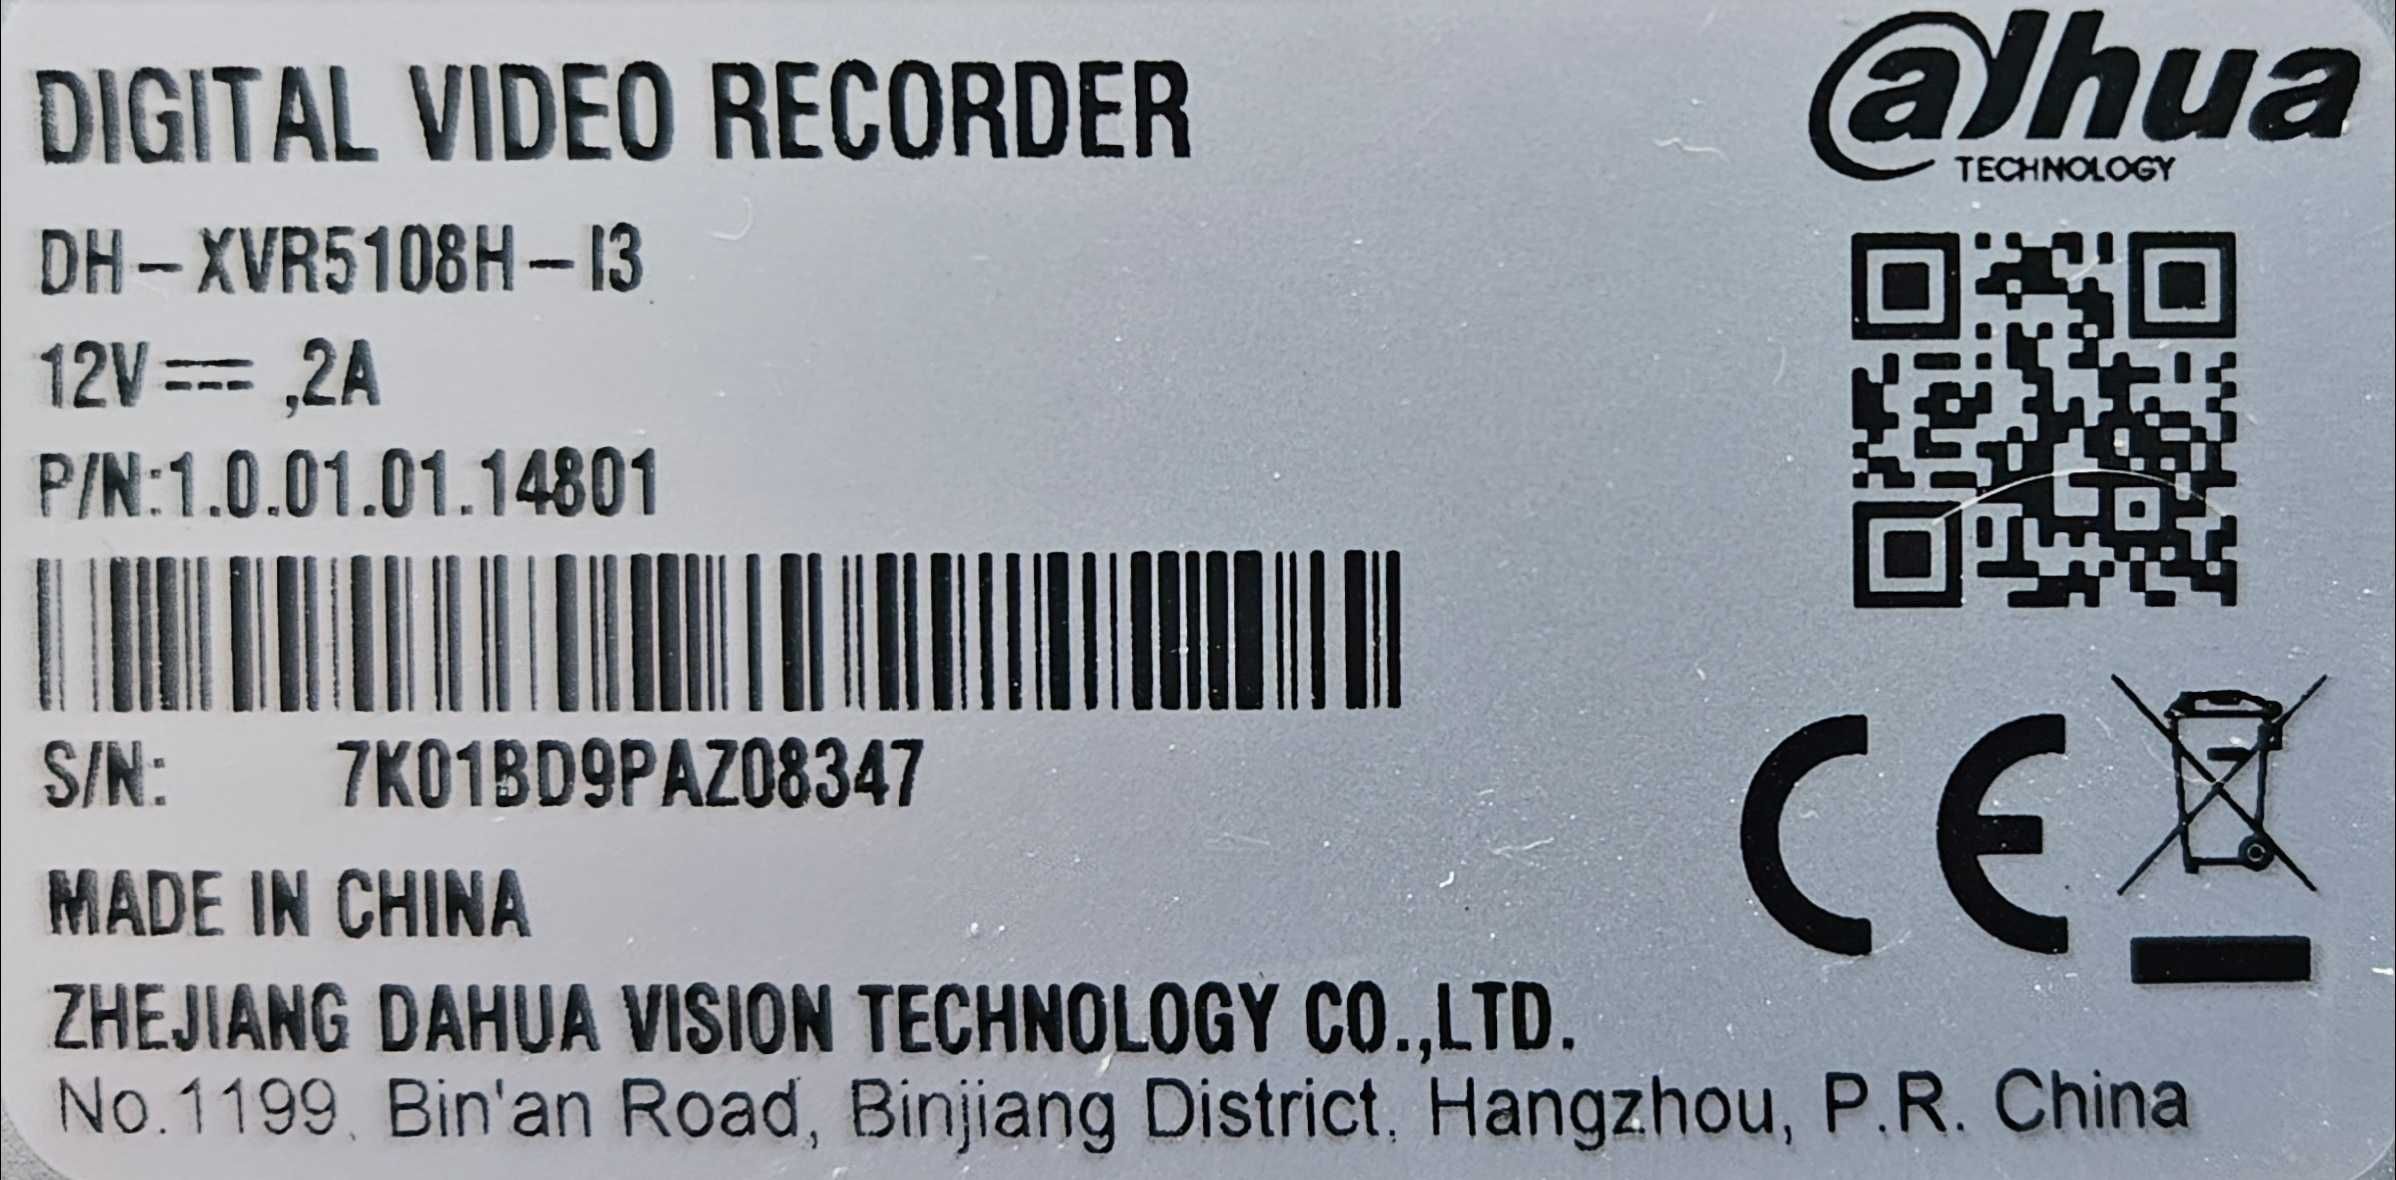 DIGITAL VIDEO RECORDER
alhua
TECHNOLOGY
DH-XVR5108H-I3
12V⎓,2A
P/N:1.0.01.01.14801
S/N: 7K01BD9PAZ08347
MADE IN CHINA
CE
ZHEJIANG DAHUA VISION TECHNOLOGY CO.,LTD.
No.1199, Bin'an Road, Binjiang District, Hangzhou, P.R. China